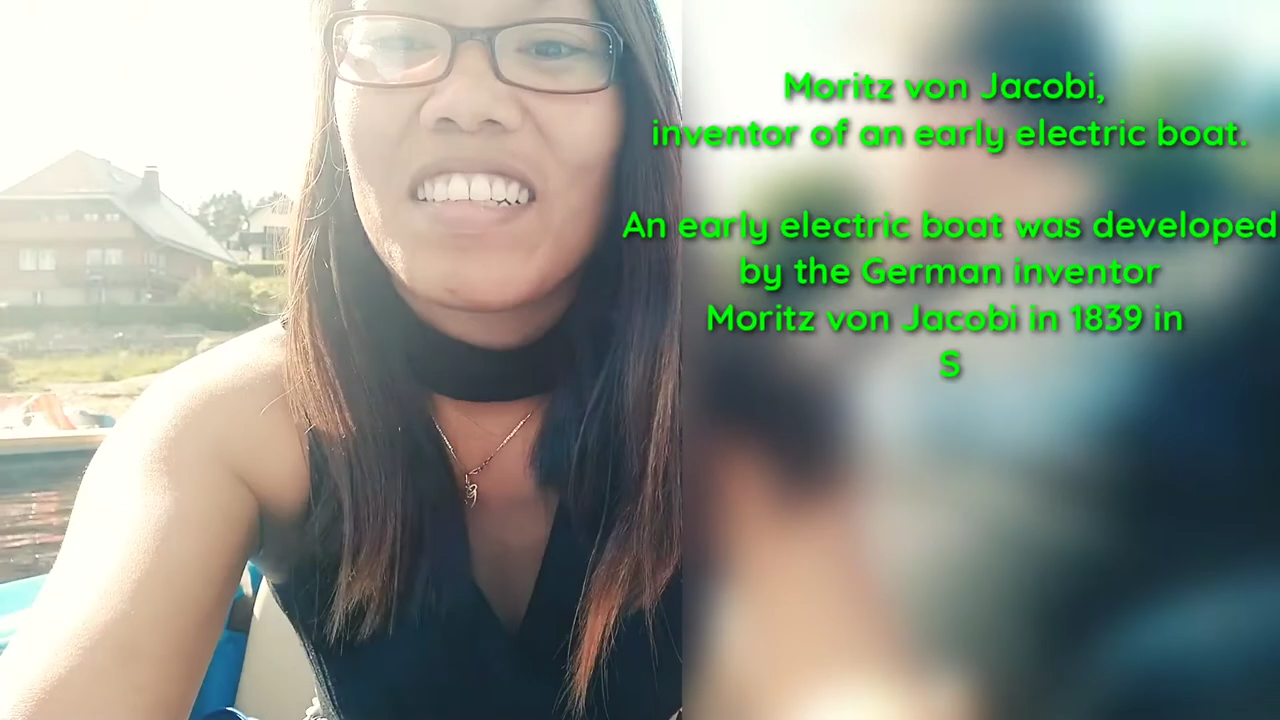 Moritz von Jacobi,
inventor of an early electric boat.
An early electric boat was developed
by the German inventor
Moritz von Jacobi in 1839 in
S